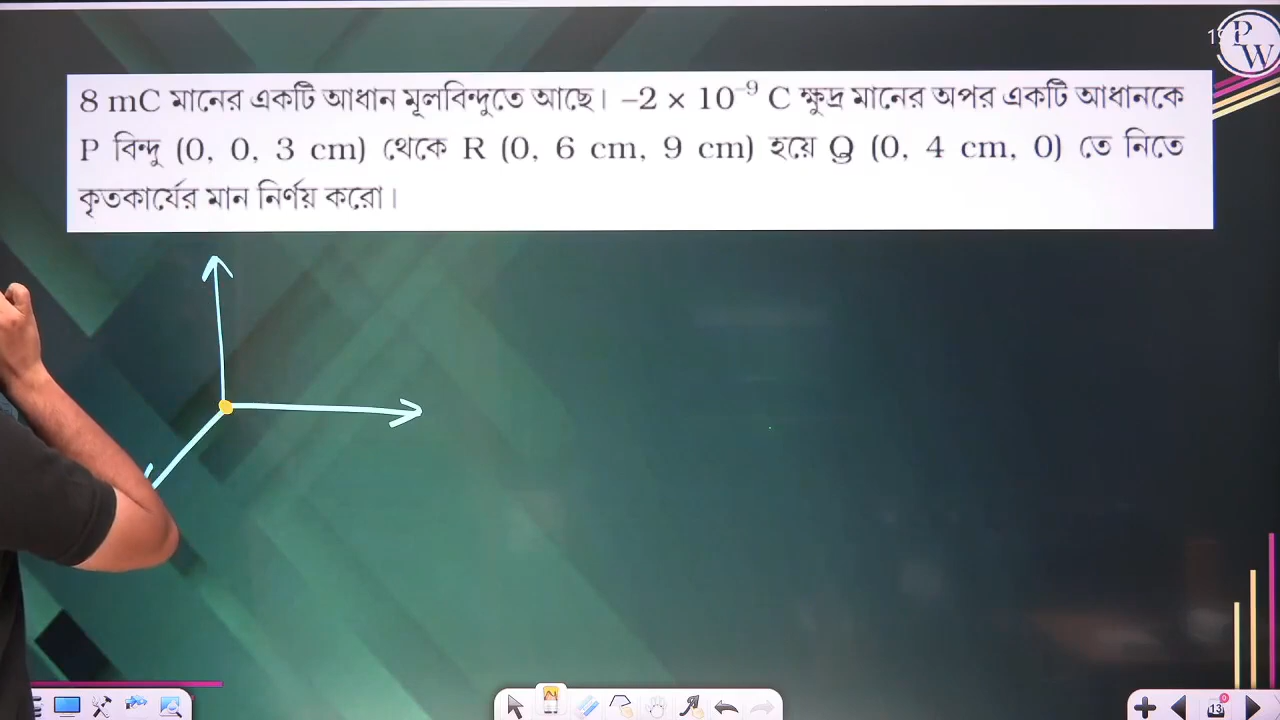 P
W
8 mC মানের একটি আধান মূলবিন্দুতে আছে। –2 × 10⁻⁹ C ক্ষুদ্র মানের অপর একটি আধানকে
P বিন্দু (0, 0, 3 cm) থেকে R (0, 6 cm, 9 cm) হয়ে Q (0, 4 cm, 0) তে নিতে
কৃতকার্যের মান নির্ণয় করো।
13